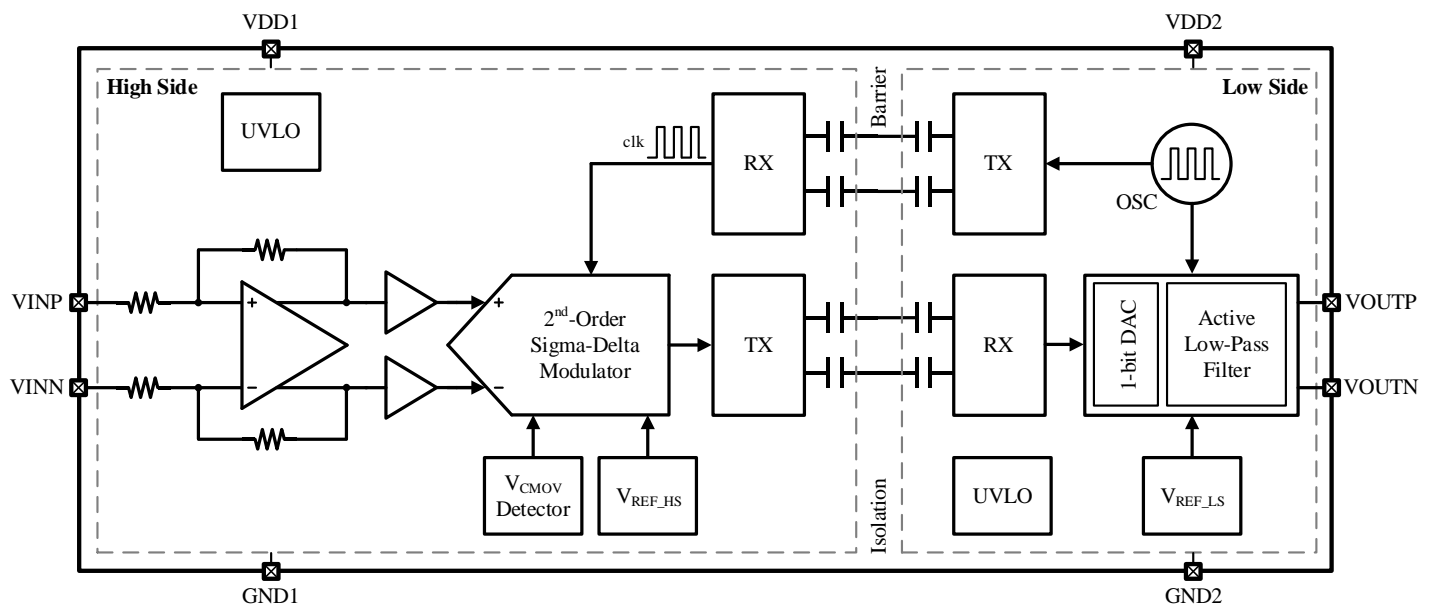 VDD1
VDD2
High Side
Barrier
Low Side
UVLO
clk
RX
TX
OSC
VINP
+
+
2nd-Order
Sigma-Delta
Modulator
TX
RX
1-bit DAC
Active
Low-Pass
Filter
VOUTP
VINN
−
−
VOUTN
VCMOV
Detector
VREF_HS
Isolation
UVLO
VREF_LS
GND1
GND2